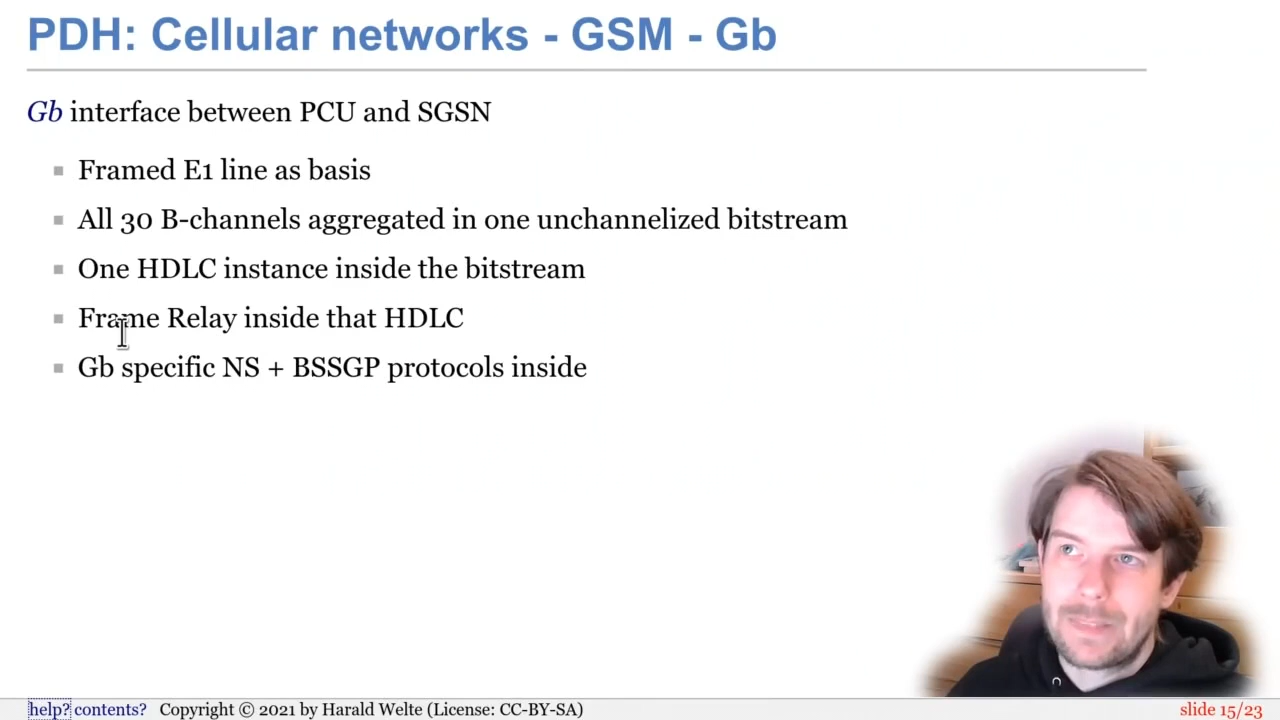 PDH: Cellular networks - GSM - Gb
Gb interface between PCU and SGSN
Framed E1 line as basis
All 30 B-channels aggregated in one unchannelized bitstream
One HDLC instance inside the bitstream
Frame Relay inside that HDLC
Gb specific NS + BSSGP protocols inside
help? contents? Copyright © 2021 by Harald Welte (License: CC-BY-SA) slide 15/23